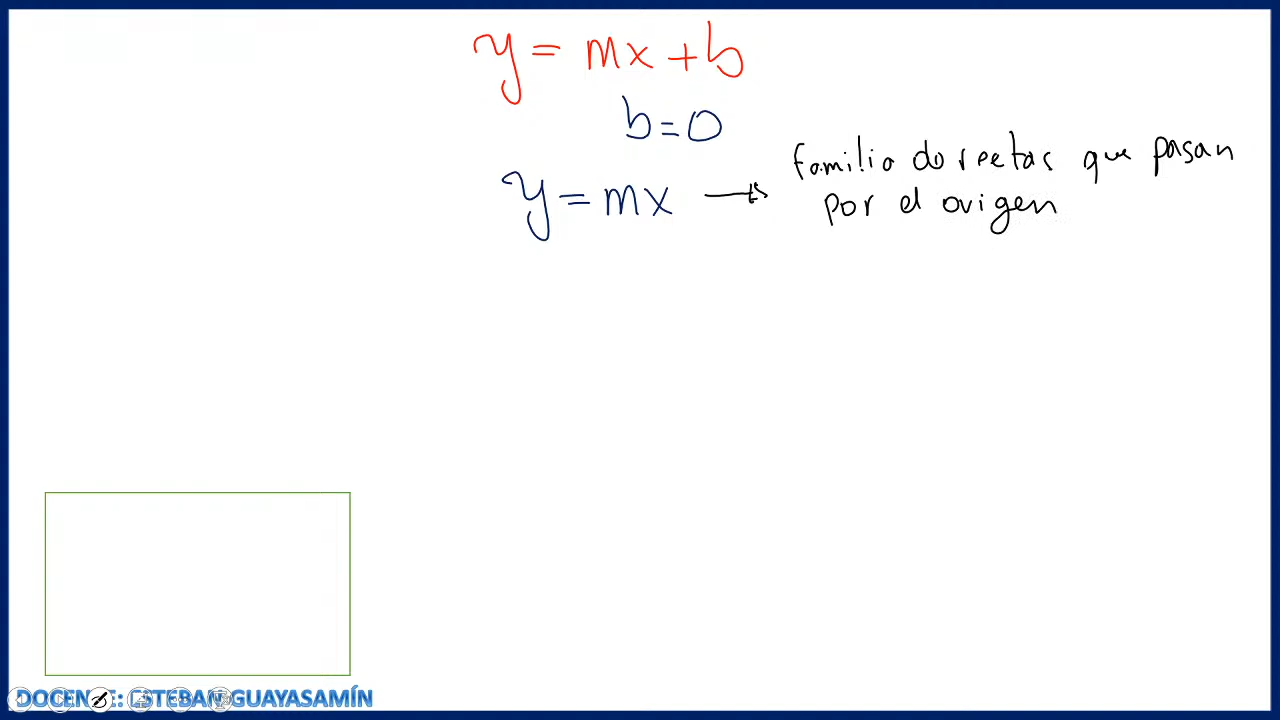 y = mx + b
b = 0
y = mx → familia de rectas que pasan
por el origen
DOCENTE: ESTEBAN GUAYASAMÍN